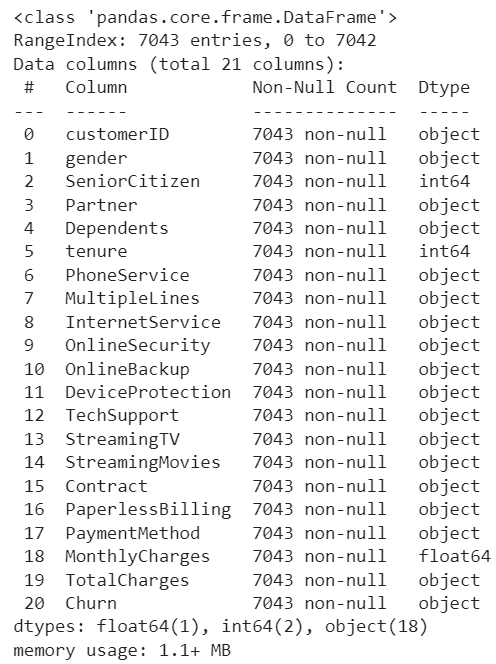 <class 'pandas.core.frame.DataFrame'>
RangeIndex: 7043 entries, 0 to 7042
Data columns (total 21 columns):
 #   Column            Non-Null Count  Dtype
---  ------            --------------  -----
 0   customerID        7043 non-null   object
 1   gender            7043 non-null   object
 2   SeniorCitizen     7043 non-null   int64
 3   Partner           7043 non-null   object
 4   Dependents        7043 non-null   object
 5   tenure            7043 non-null   int64
 6   PhoneService      7043 non-null   object
 7   MultipleLines     7043 non-null   object
 8   InternetService   7043 non-null   object
 9   OnlineSecurity    7043 non-null   object
 10  OnlineBackup      7043 non-null   object
 11  DeviceProtection  7043 non-null   object
 12  TechSupport       7043 non-null   object
 13  StreamingTV       7043 non-null   object
 14  StreamingMovies   7043 non-null   object
 15  Contract          7043 non-null   object
 16  PaperlessBilling  7043 non-null   object
 17  PaymentMethod     7043 non-null   object
 18  MonthlyCharges    7043 non-null   float64
 19  TotalCharges      7043 non-null   object
 20  Churn             7043 non-null   object
dtypes: float64(1), int64(2), object(18)
memory usage: 1.1+ MB